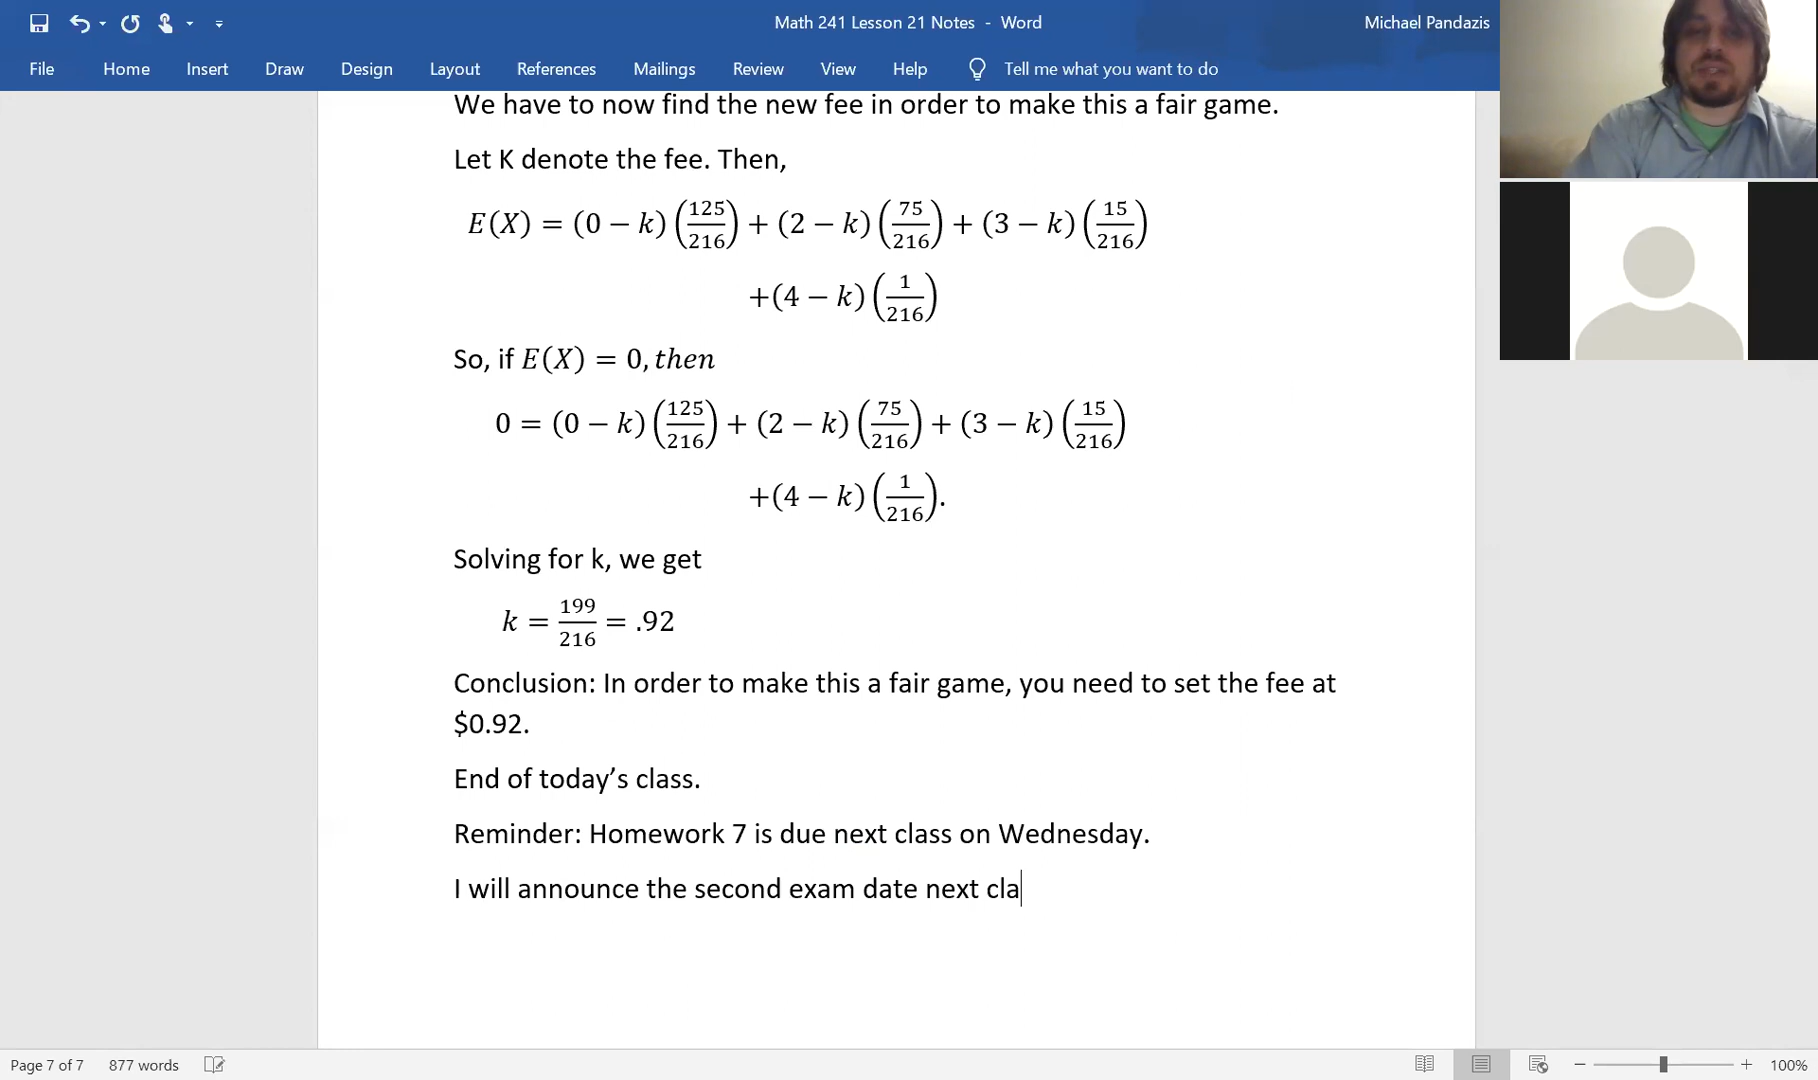 Math 241 Lesson 21 Notes - Word
Michael Pandazis
File Home Insert Draw Design Layout References Mailings Review View Help Tell me what you want to do
We have to now find the new fee in order to make this a fair game.
Let K denote the fee. Then,
E(X) = (0 − k)(125/216) + (2 − k)(75/216) + (3 − k)(15/216)
+(4 − k)(1/216)
So, if E(X) = 0, then
0 = (0 − k)(125/216) + (2 − k)(75/216) + (3 − k)(15/216)
+(4 − k)(1/216).
Solving for k, we get
k = 199/216 = .92
Conclusion: In order to make this a fair game, you need to set the fee at
$0.92.
End of today’s class.
Reminder: Homework 7 is due next class on Wednesday.
I will announce the second exam date next cla
Page 7 of 7 877 words 100%